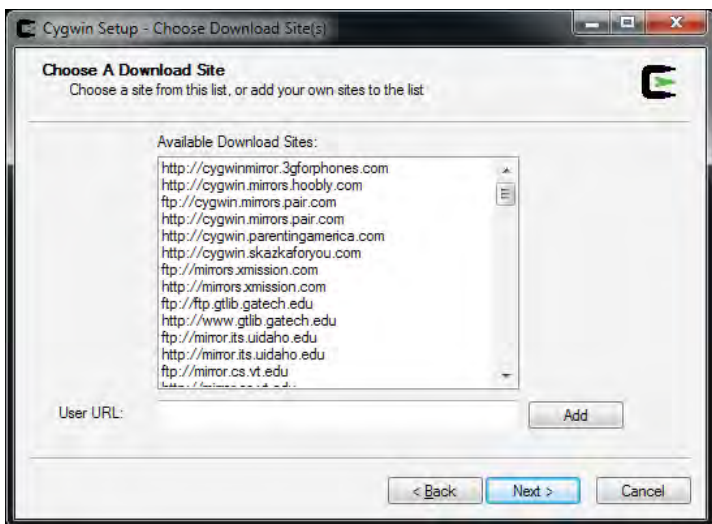 Cygwin Setup - Choose Download Site(s)
Choose A Download Site
Choose a site from this list, or add your own sites to the list
Available Download Sites:
http://cygwinmirror.3gforphones.com
http://cygwin.mirrors.hoobly.com
ftp://cygwin.mirrors.pair.com
http://cygwin.mirrors.pair.com
http://cygwin.parentingamerica.com
http://cygwin.skazkaforyou.com
ftp://mirrors.xmission.com
http://mirrors.xmission.com
ftp://ftp.gtlib.gatech.edu
http://www.gtlib.gatech.edu
ftp://mirror.its.uidaho.edu
http://mirror.its.uidaho.edu
ftp://mirror.cs.vt.edu
User URL:
Add
< Back
Next >
Cancel